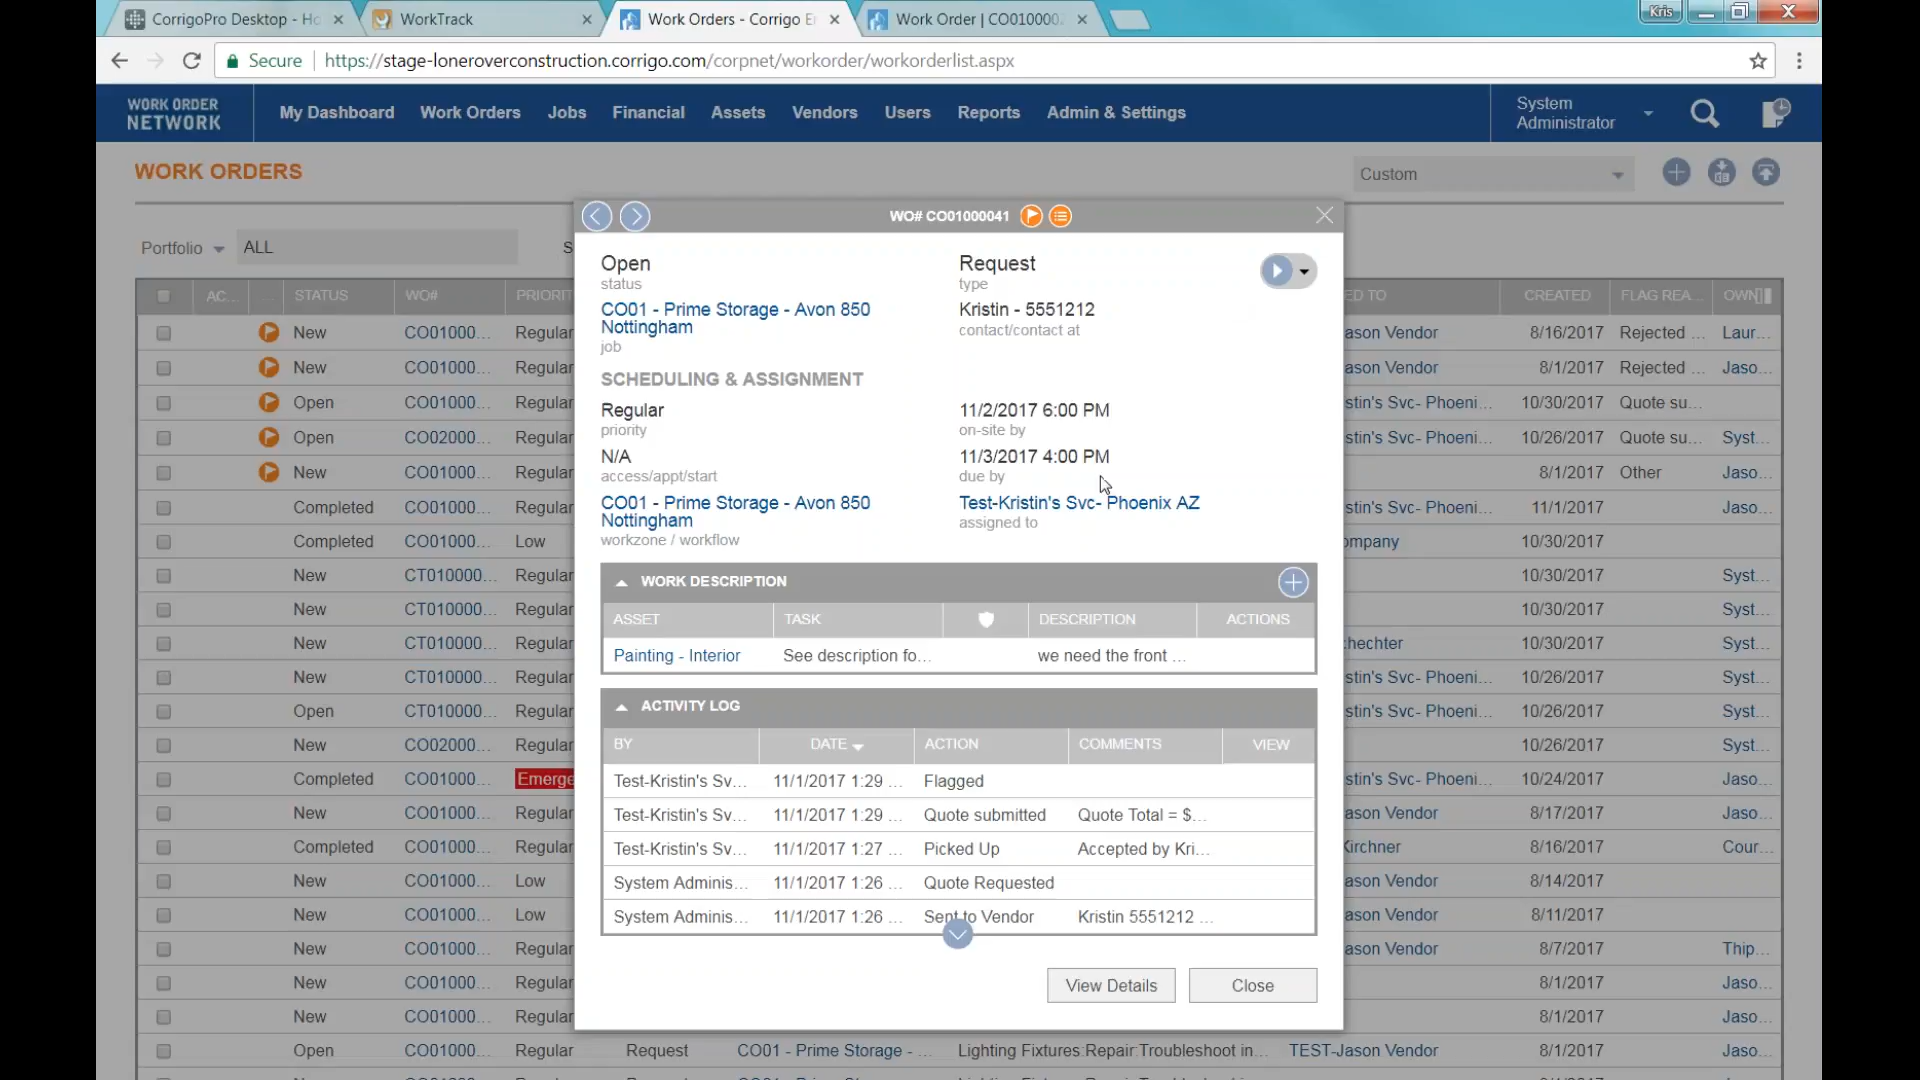 CorrigoPro Desktop - Ho
WorkTrack
Work Orders - Corrigo E
Work Order | CO010000
Kris
Secure https://stage-loneroverconstruction.corrigo.com/corpnet/workorder/workorderlist.aspx
WORK ORDER NETWORK
My Dashboard Work Orders Jobs Financial Assets Vendors Users Reports Admin & Settings
System Administrator
WORK ORDERS
Custom
Portfolio ALL S
AC... ... STATUS WO# PRIORIT ED TO CREATED FLAG REA... OWN
New CO01000... Regular ason Vendor 8/16/2017 Rejected ... Laur...
New CO01000... Regular ason Vendor 8/1/2017 Rejected ... Jaso...
Open CO01000... Regular stin's Svc- Phoeni... 10/30/2017 Quote su...
Open CO02000... Regular stin's Svc- Phoeni... 10/26/2017 Quote su... Syst...
New CO01000... Regular 8/1/2017 Other Jaso...
Completed CO01000... Regular stin's Svc- Phoeni... 11/1/2017 Jaso...
Completed CO01000... Low ompany 10/30/2017
New CT010000... Regular 10/30/2017 Syst...
New CT010000... Regular 10/30/2017 Syst...
New CT010000... Regular hechter 10/30/2017 Syst...
New CT010000... Regular stin's Svc- Phoeni... 10/26/2017 Syst...
Open CT010000... Regular stin's Svc- Phoeni... 10/26/2017 Syst...
New CO02000... Regular 10/26/2017 Syst...
Completed CO01000... Emerge stin's Svc- Phoeni... 10/24/2017 Jaso...
New CO01000... Regular ason Vendor 8/17/2017 Jaso...
Completed CO01000... Regular Kirchner 8/16/2017 Cour...
New CO01000... Low ason Vendor 8/14/2017
New CO01000... Low ason Vendor 8/11/2017
New CO01000... Regular ason Vendor 8/7/2017 Thip...
New CO01000... Regular 8/1/2017 Jaso...
New CO01000... Regular 8/1/2017 Jaso...
Open CO01000... Regular Request CO01 - Prime Storage - ... Lighting Fixtures:Repair:Troubleshoot in... TEST-Jason Vendor 8/1/2017 Jaso...
WO# CO01000041
Open Request
status type
CO01 - Prime Storage - Avon 850 Kristin - 5551212
Nottingham contact/contact at
job
SCHEDULING & ASSIGNMENT
Regular 11/2/2017 6:00 PM
priority on-site by
N/A 11/3/2017 4:00 PM
access/appt/start due by
CO01 - Prime Storage - Avon 850 Test-Kristin's Svc- Phoenix AZ
Nottingham assigned to
workzone / workflow
WORK DESCRIPTION
ASSET TASK DESCRIPTION ACTIONS
Painting - Interior See description fo... we need the front ...
ACTIVITY LOG
BY DATE ACTION COMMENTS VIEW
Test-Kristin's Sv... 11/1/2017 1:29 ... Flagged
Test-Kristin's Sv... 11/1/2017 1:29 ... Quote submitted Quote Total = $...
Test-Kristin's Sv... 11/1/2017 1:27 ... Picked Up Accepted by Kri...
System Adminis... 11/1/2017 1:26 ... Quote Requested
System Adminis... 11/1/2017 1:26 ... Sent to Vendor Kristin 5551212 ...
View Details Close